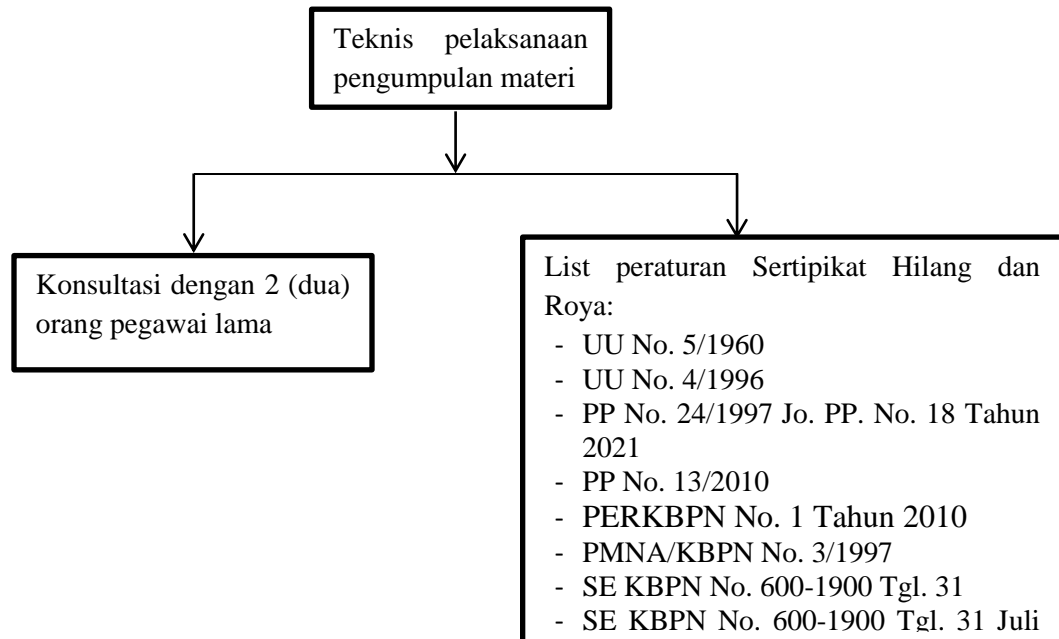 Teknis pelaksanaan
pengumpulan materi
Konsultasi dengan 2 (dua)
orang pegawai lama
List peraturan Sertipikat Hilang dan
Roya:
- UU No. 5/1960
- UU No. 4/1996
- PP No. 24/1997 Jo. PP. No. 18 Tahun
2021
- PP No. 13/2010
- PERKBPN No. 1 Tahun 2010
- PMNA/KBPN No. 3/1997
- SE KBPN No. 600-1900 Tgl. 31
- SE KBPN No. 600-1900 Tgl. 31 Juli